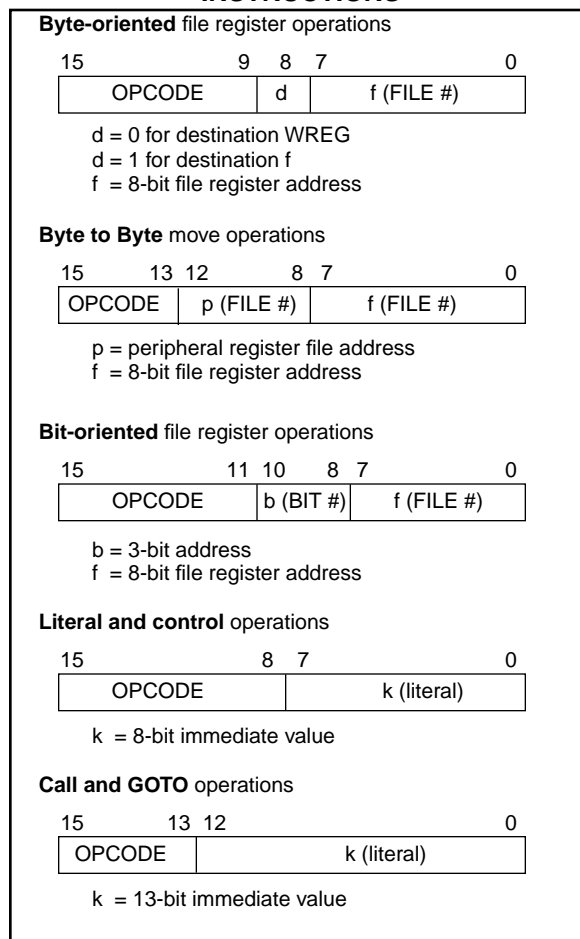 Byte-oriented file register operations
15 9 8 7 0
OPCODE d f (FILE #)
d = 0 for destination WREG
d = 1 for destination f
f = 8-bit file register address
Byte to Byte move operations
15 13 12 8 7 0
OPCODE p (FILE #) f (FILE #)
p = peripheral register file address
f = 8-bit file register address
Bit-oriented file register operations
15 11 10 8 7 0
OPCODE b (BIT #) f (FILE #)
b = 3-bit address
f = 8-bit file register address
Literal and control operations
15 8 7 0
OPCODE k (literal)
k = 8-bit immediate value
Call and GOTO operations
15 13 12 0
OPCODE k (literal)
k = 13-bit immediate value